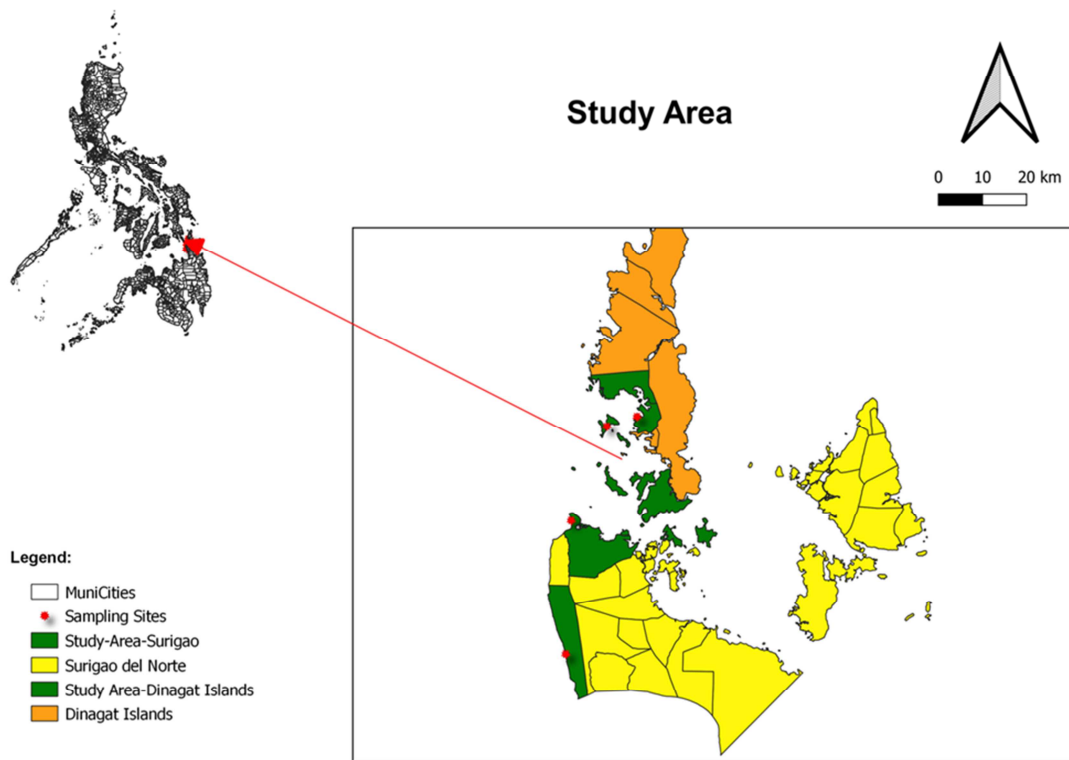 Study Area
0 10 20 km
Legend:
MuniCities
Sampling Sites
Study-Area-Surigao
Surigao del Norte
Study Area-Dinagat Islands
Dinagat Islands